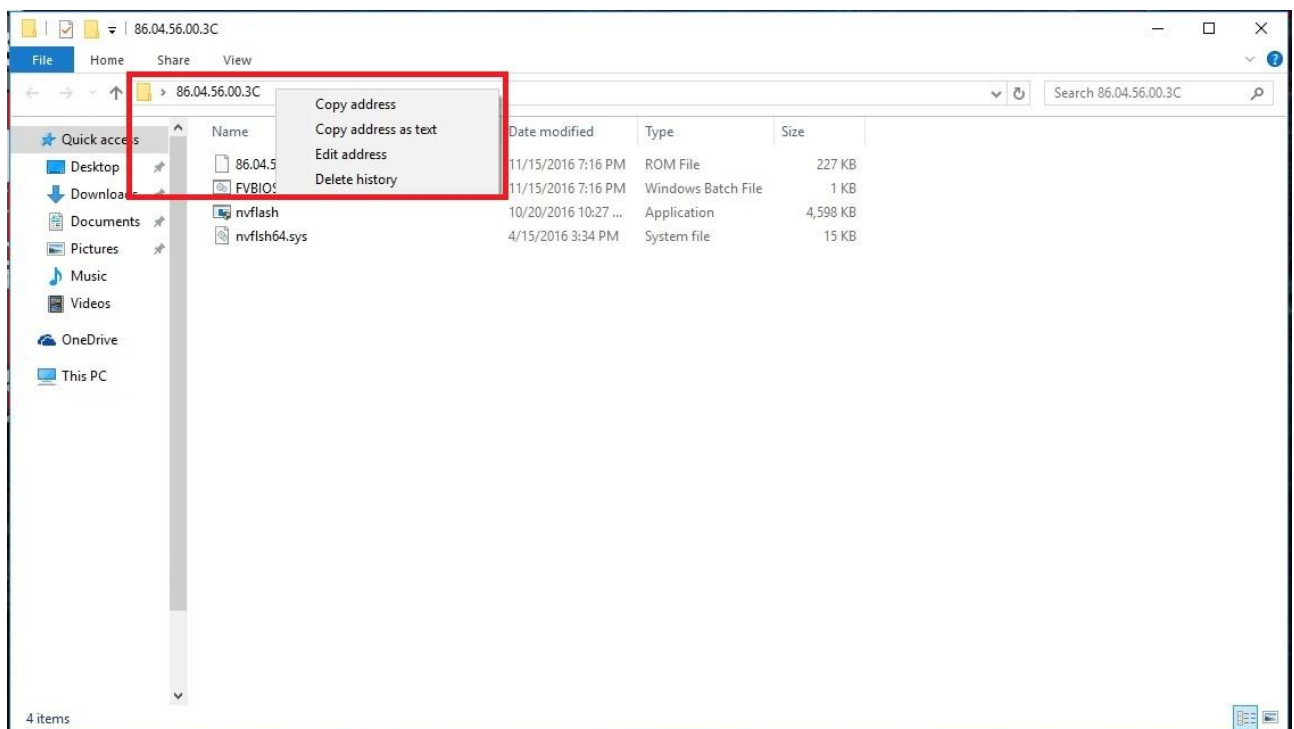 86.04.56.00.3C
File Home Share View
86.04.56.00.3C Search 86.04.56.00.3C
Copy address
Copy address as text
Edit address
Delete history
Quick access
Desktop
Downloads
Documents
Pictures
Music
Videos
OneDrive
This PC
Name Date modified Type Size
86.04.5 11/15/2016 7:16 PM ROM File 227 KB
FVBIOS 11/15/2016 7:16 PM Windows Batch File 1 KB
nvflash 10/20/2016 10:27 ... Application 4,598 KB
nvflsh64.sys 4/15/2016 3:34 PM System file 15 KB
4 items